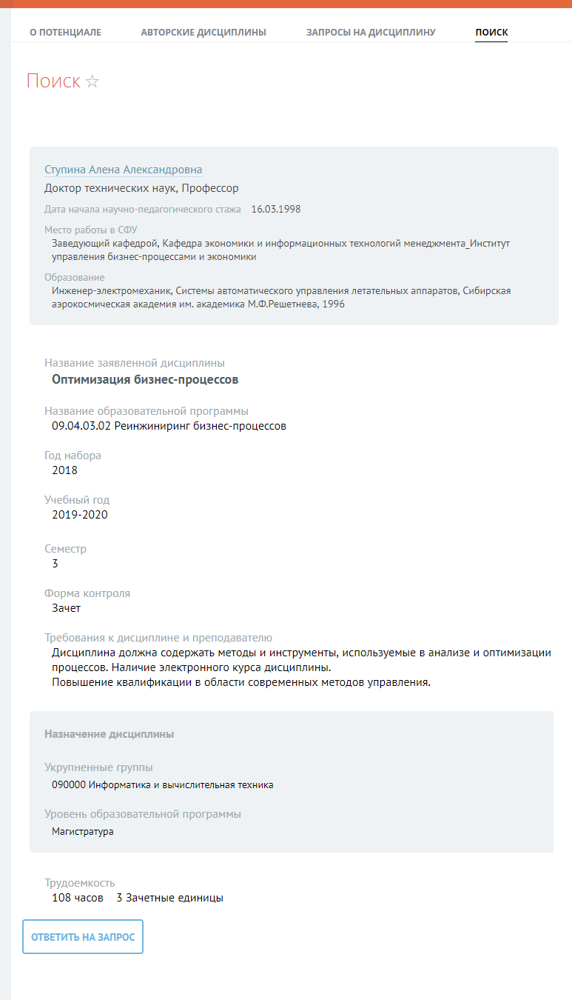 О ПОТЕНЦИАЛЕ АВТОРСКИЕ ДИСЦИПЛИНЫ ЗАПРОСЫ НА ДИСЦИПЛИНУ ПОИСК
Поиск
Ступина Алена Александровна
Доктор технических наук, Профессор
Дата начала научно-педагогического стажа 16.03.1998
Место работы в СФУ
Заведующий кафедрой, Кафедра экономики и информационных технологий менеджмента_Институт
управления бизнес-процессами и экономики
Образование
Инженер-электромеханик, Системы автоматического управления летательных аппаратов, Сибирская
аэрокосмическая академия им. академика М.Ф.Решетнева, 1996
Название заявленной дисциплины
Оптимизация бизнес-процессов
Название образовательной программы
09.04.03.02 Реинжиниринг бизнес-процессов
Год набора
2018
Учебный год
2019-2020
Семестр
3
Форма контроля
Зачет
Требования к дисциплине и преподавателю
Дисциплина должна содержать методы и инструменты, используемые в анализе и оптимизации
процессов. Наличие электронного курса дисциплины.
Повышение квалификации в области современных методов управления.
Назначение дисциплины
Укрупненные группы
090000 Информатика и вычислительная техника
Уровень образовательной программы
Магистратура
Трудоемкость
108 часов 3 Зачетные единицы
ОТВЕТИТЬ НА ЗАПРОС